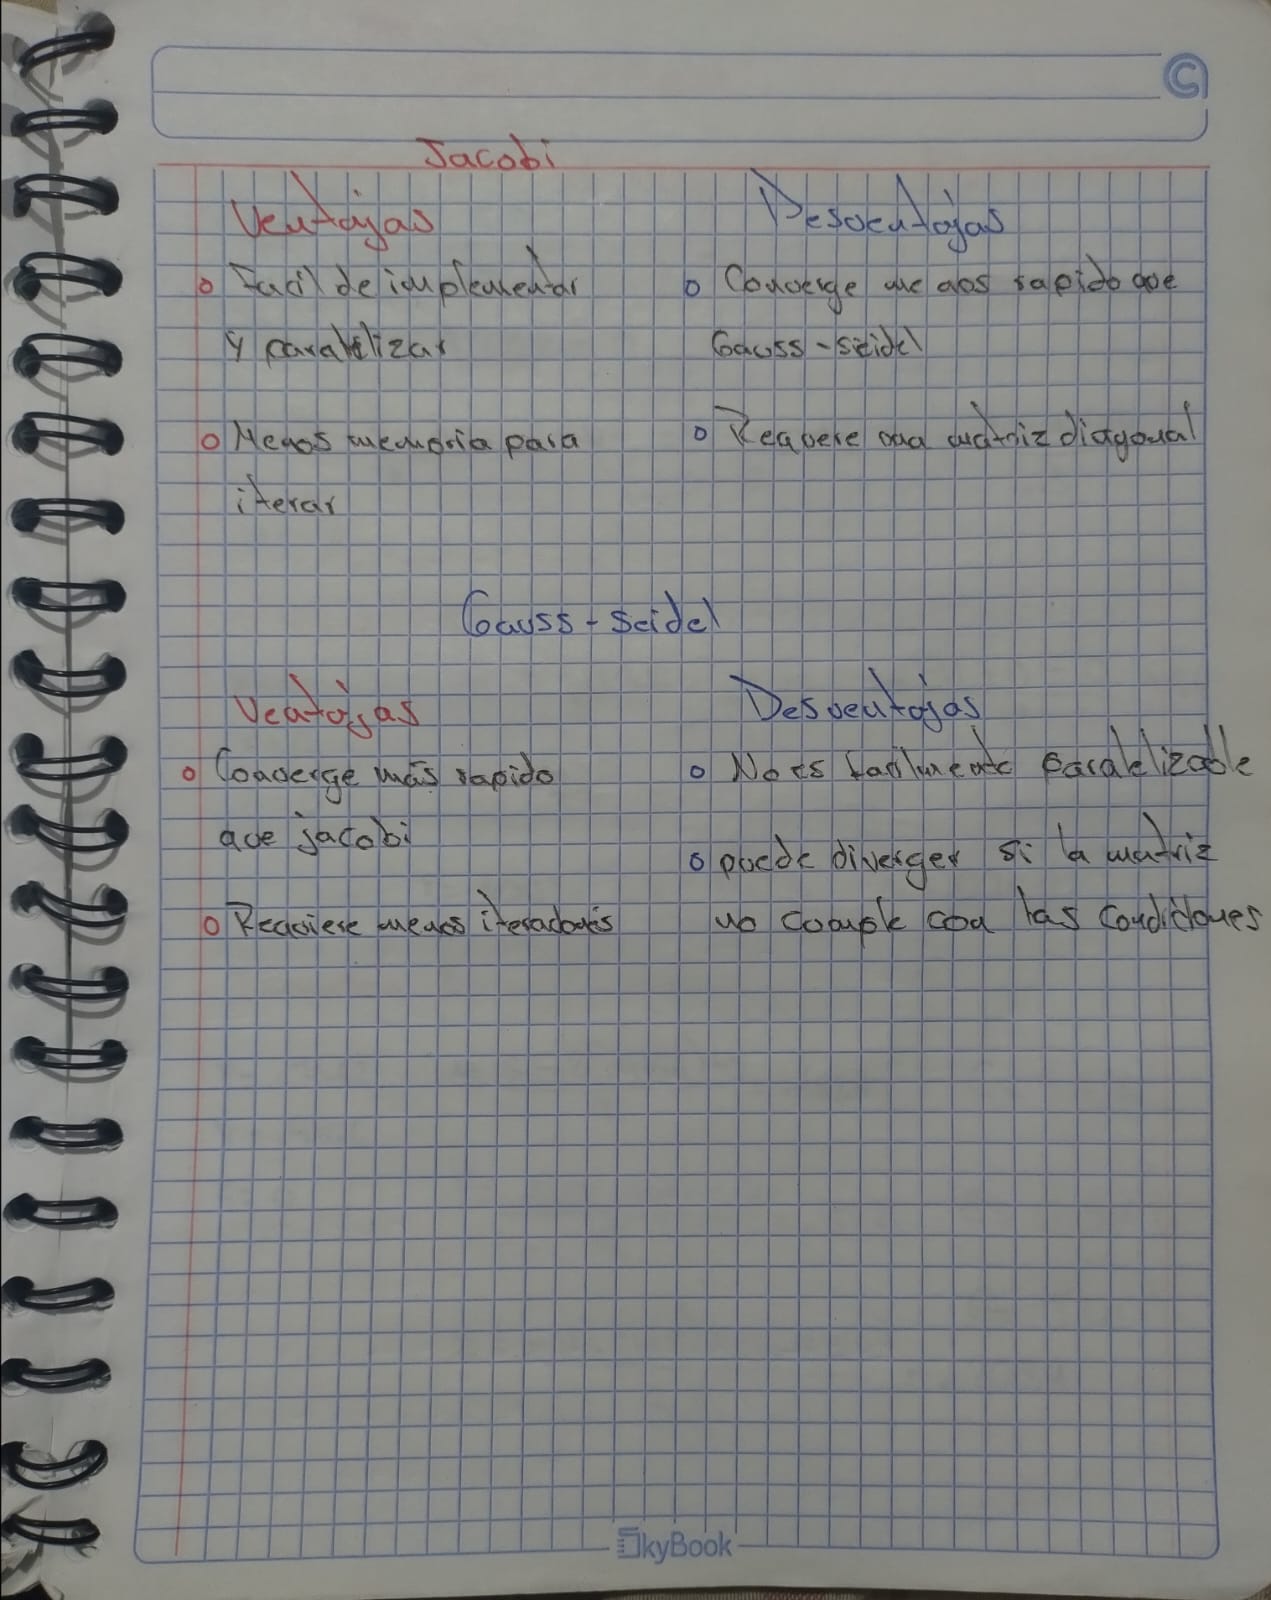 Jacobi
Ventajas
Desventajas
o Facil de implementar
y paralelizar
o Converge menos rapido que
Gauss-seidel
o Menos memoria para
iterar
o Requere una matriz diagonal
Gauss-Seidel
Ventajas
Desventajas
o Converge más rapido
que jacobi
o Requiere menos iteraciones
o No es facilmente paralelizable
o puede diverger si la matriz
no cumple con las condiciones
SkyBook